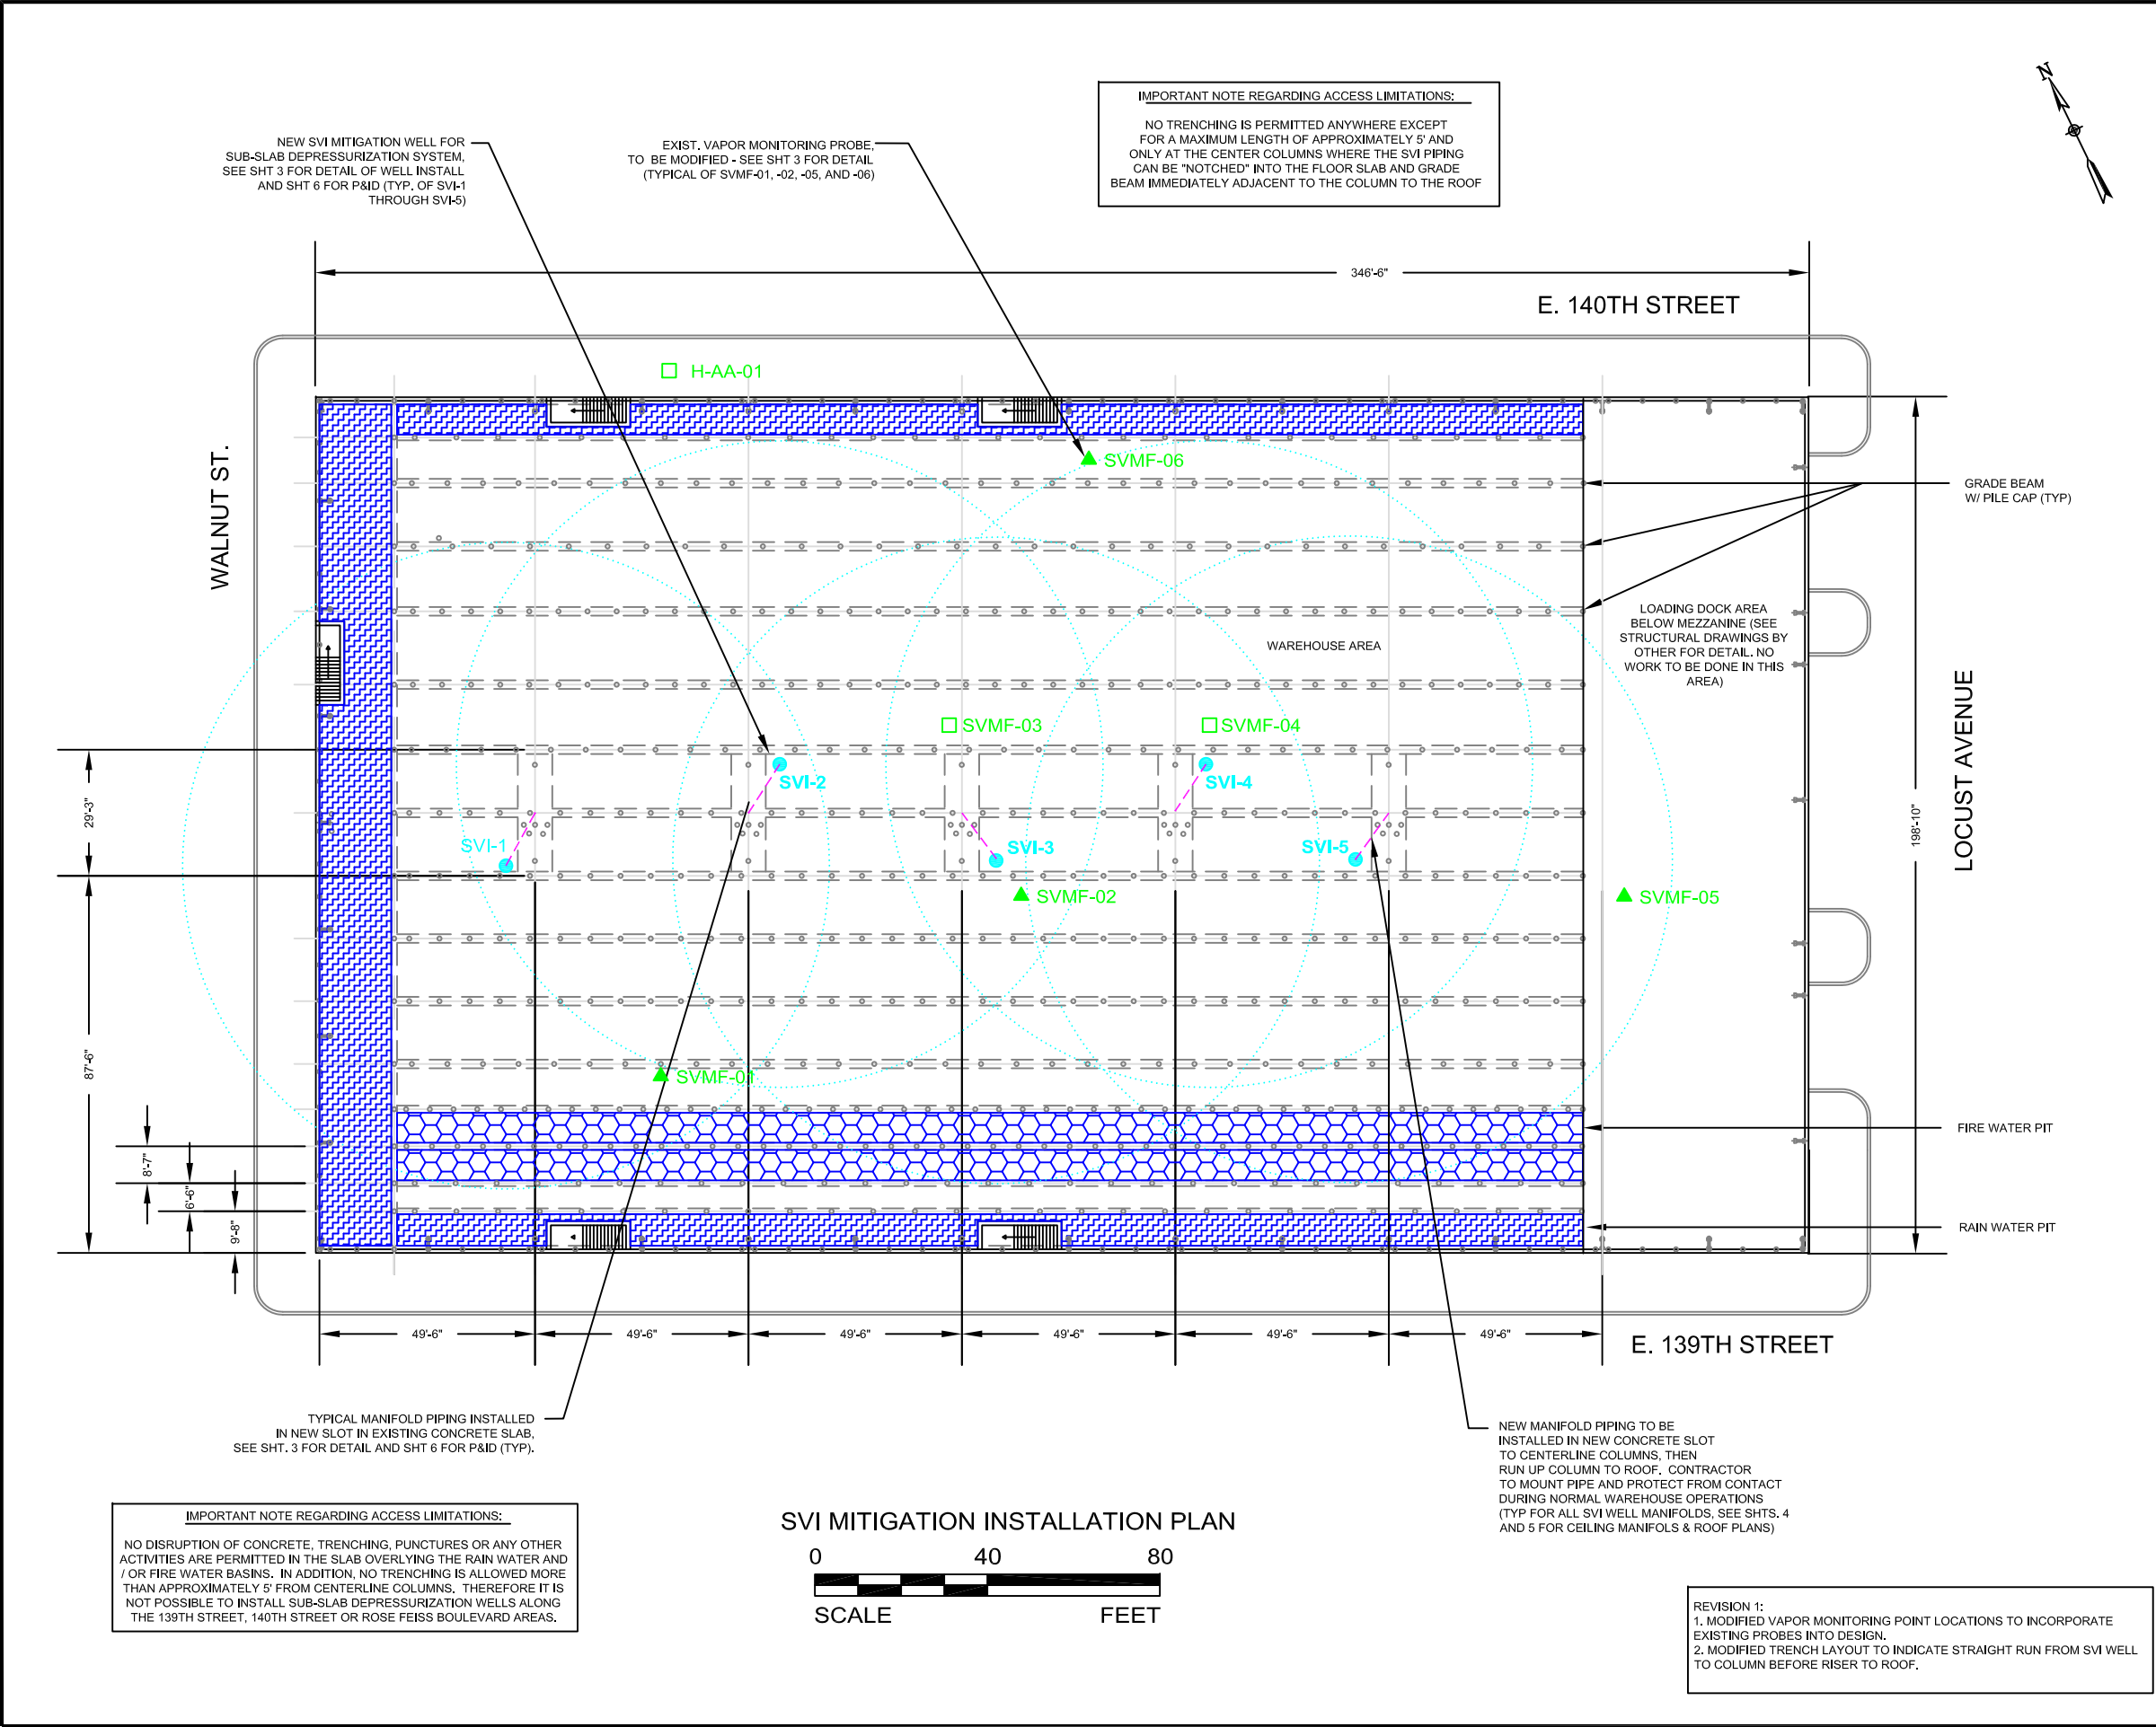 IMPORTANT NOTE REGARDING ACCESS LIMITATIONS:
NO TRENCHING IS PERMITTED ANYWHERE EXCEPT
FOR A MAXIMUM LENGTH OF APPROXIMATELY 5' AND
ONLY AT THE CENTER COLUMNS WHERE THE SVI PIPING
CAN BE "NOTCHED" INTO THE FLOOR SLAB AND GRADE
BEAM IMMEDIATELY ADJACENT TO THE COLUMN TO THE ROOF
N
NEW SVI MITIGATION WELL FOR
SUB-SLAB DEPRESSURIZATION SYSTEM,
SEE SHT 3 FOR DETAIL OF WELL INSTALL
AND SHT 6 FOR P&ID (TYP. OF SVI-1
THROUGH SVI-5)
EXIST. VAPOR MONITORING PROBE,
TO BE MODIFIED - SEE SHT 3 FOR DETAIL
(TYPICAL OF SVMF-01, -02, -05, AND -06)
346'-6"
E. 140TH STREET
H-AA-01
WALNUT ST.
SVMF-06
GRADE BEAM
W/ PILE CAP (TYP)
LOADING DOCK AREA
BELOW MEZZANINE (SEE
STRUCTURAL DRAWINGS BY
OTHER FOR DETAIL. NO
WORK TO BE DONE IN THIS
AREA)
WAREHOUSE AREA
LOCUST AVENUE
SVMF-03
SVMF-04
SVI-2
SVI-4
29'-3"
198'-10"
SVI-1
SVI-3
SVI-5
SVMF-02
SVMF-05
87'-6"
SVMF-01
FIRE WATER PIT
8'-7"
6'-6"
9'-8"
RAIN WATER PIT
49'-6"
49'-6"
49'-6"
49'-6"
49'-6"
49'-6"
E. 139TH STREET
TYPICAL MANIFOLD PIPING INSTALLED
IN NEW SLOT IN EXISTING CONCRETE SLAB,
SEE SHT. 3 FOR DETAIL AND SHT 6 FOR P&ID (TYP).
NEW MANIFOLD PIPING TO BE
INSTALLED IN NEW CONCRETE SLOT
TO CENTERLINE COLUMNS, THEN
RUN UP COLUMN TO ROOF. CONTRACTOR
TO MOUNT PIPE AND PROTECT FROM CONTACT
DURING NORMAL WAREHOUSE OPERATIONS
(TYP FOR ALL SVI WELL MANIFOLDS, SEE SHTS. 4
AND 5 FOR CEILING MANIFOLS & ROOF PLANS)
IMPORTANT NOTE REGARDING ACCESS LIMITATIONS:
NO DISRUPTION OF CONCRETE, TRENCHING, PUNCTURES OR ANY OTHER
ACTIVITIES ARE PERMITTED IN THE SLAB OVERLYING THE RAIN WATER AND
/ OR FIRE WATER BASINS. IN ADDITION, NO TRENCHING IS ALLOWED MORE
THAN APPROXIMATELY 5' FROM CENTERLINE COLUMNS. THEREFORE IT IS
NOT POSSIBLE TO INSTALL SUB-SLAB DEPRESSURIZATION WELLS ALONG
THE 139TH STREET, 140TH STREET OR ROSE FEISS BOULEVARD AREAS.
SVI MITIGATION INSTALLATION PLAN
0 40 80
SCALE FEET
REVISION 1:
1. MODIFIED VAPOR MONITORING POINT LOCATIONS TO INCORPORATE
EXISTING PROBES INTO DESIGN.
2. MODIFIED TRENCH LAYOUT TO INDICATE STRAIGHT RUN FROM SVI WELL
TO COLUMN BEFORE RISER TO ROOF.